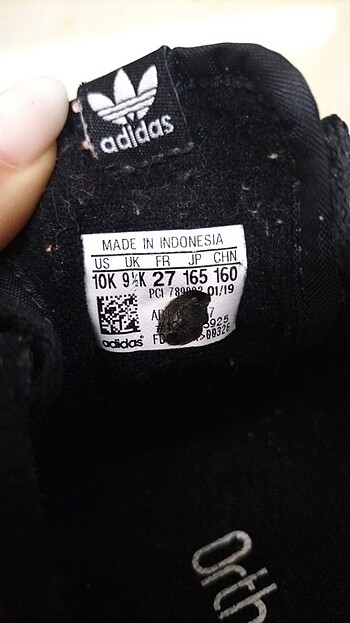 adidas
MADE IN INDONESIA
US UK FR JP CHN
10K 9½K 27 165 160
PCI 01/19
adidas
Orth